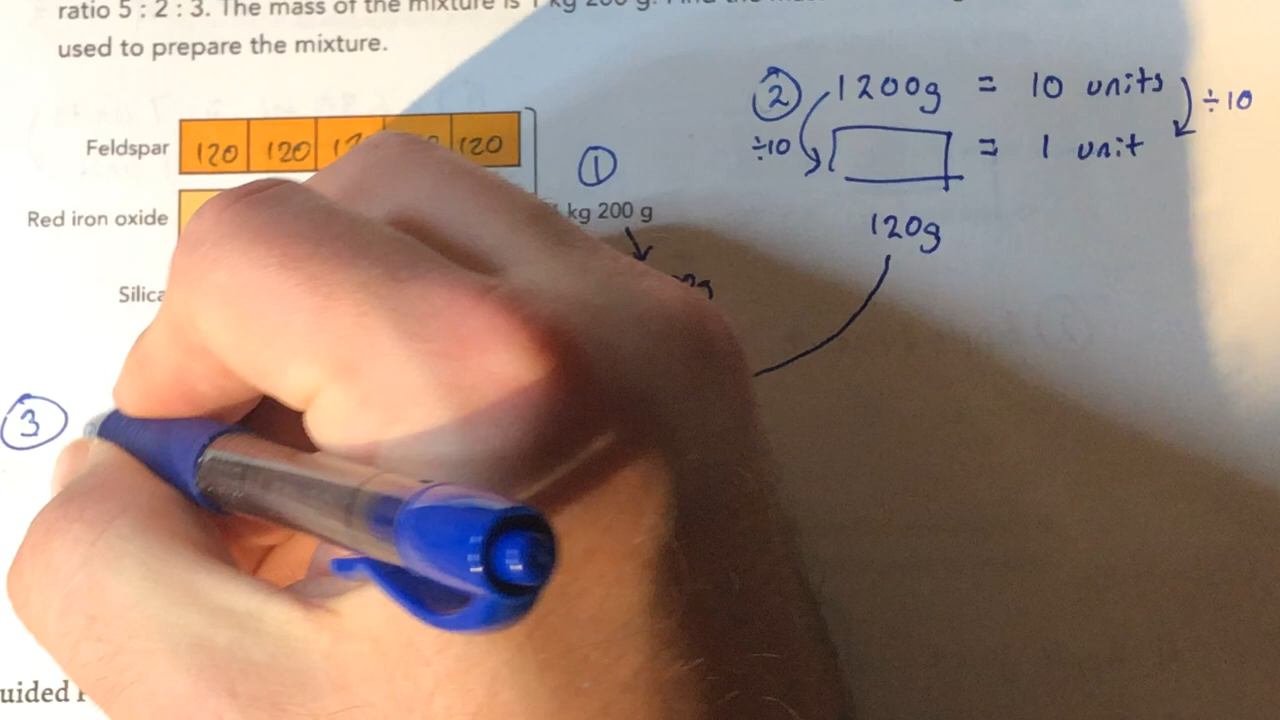 ratio 5 : 2 : 3. The mass of the mixture is 1 kg 200 g.
used to prepare the mixture.
Feldspar 120 120 120
Red iron oxide
Silica
① kg 200 g
② 1200g = 10 units ÷10
÷10 = 1 unit
120g
③